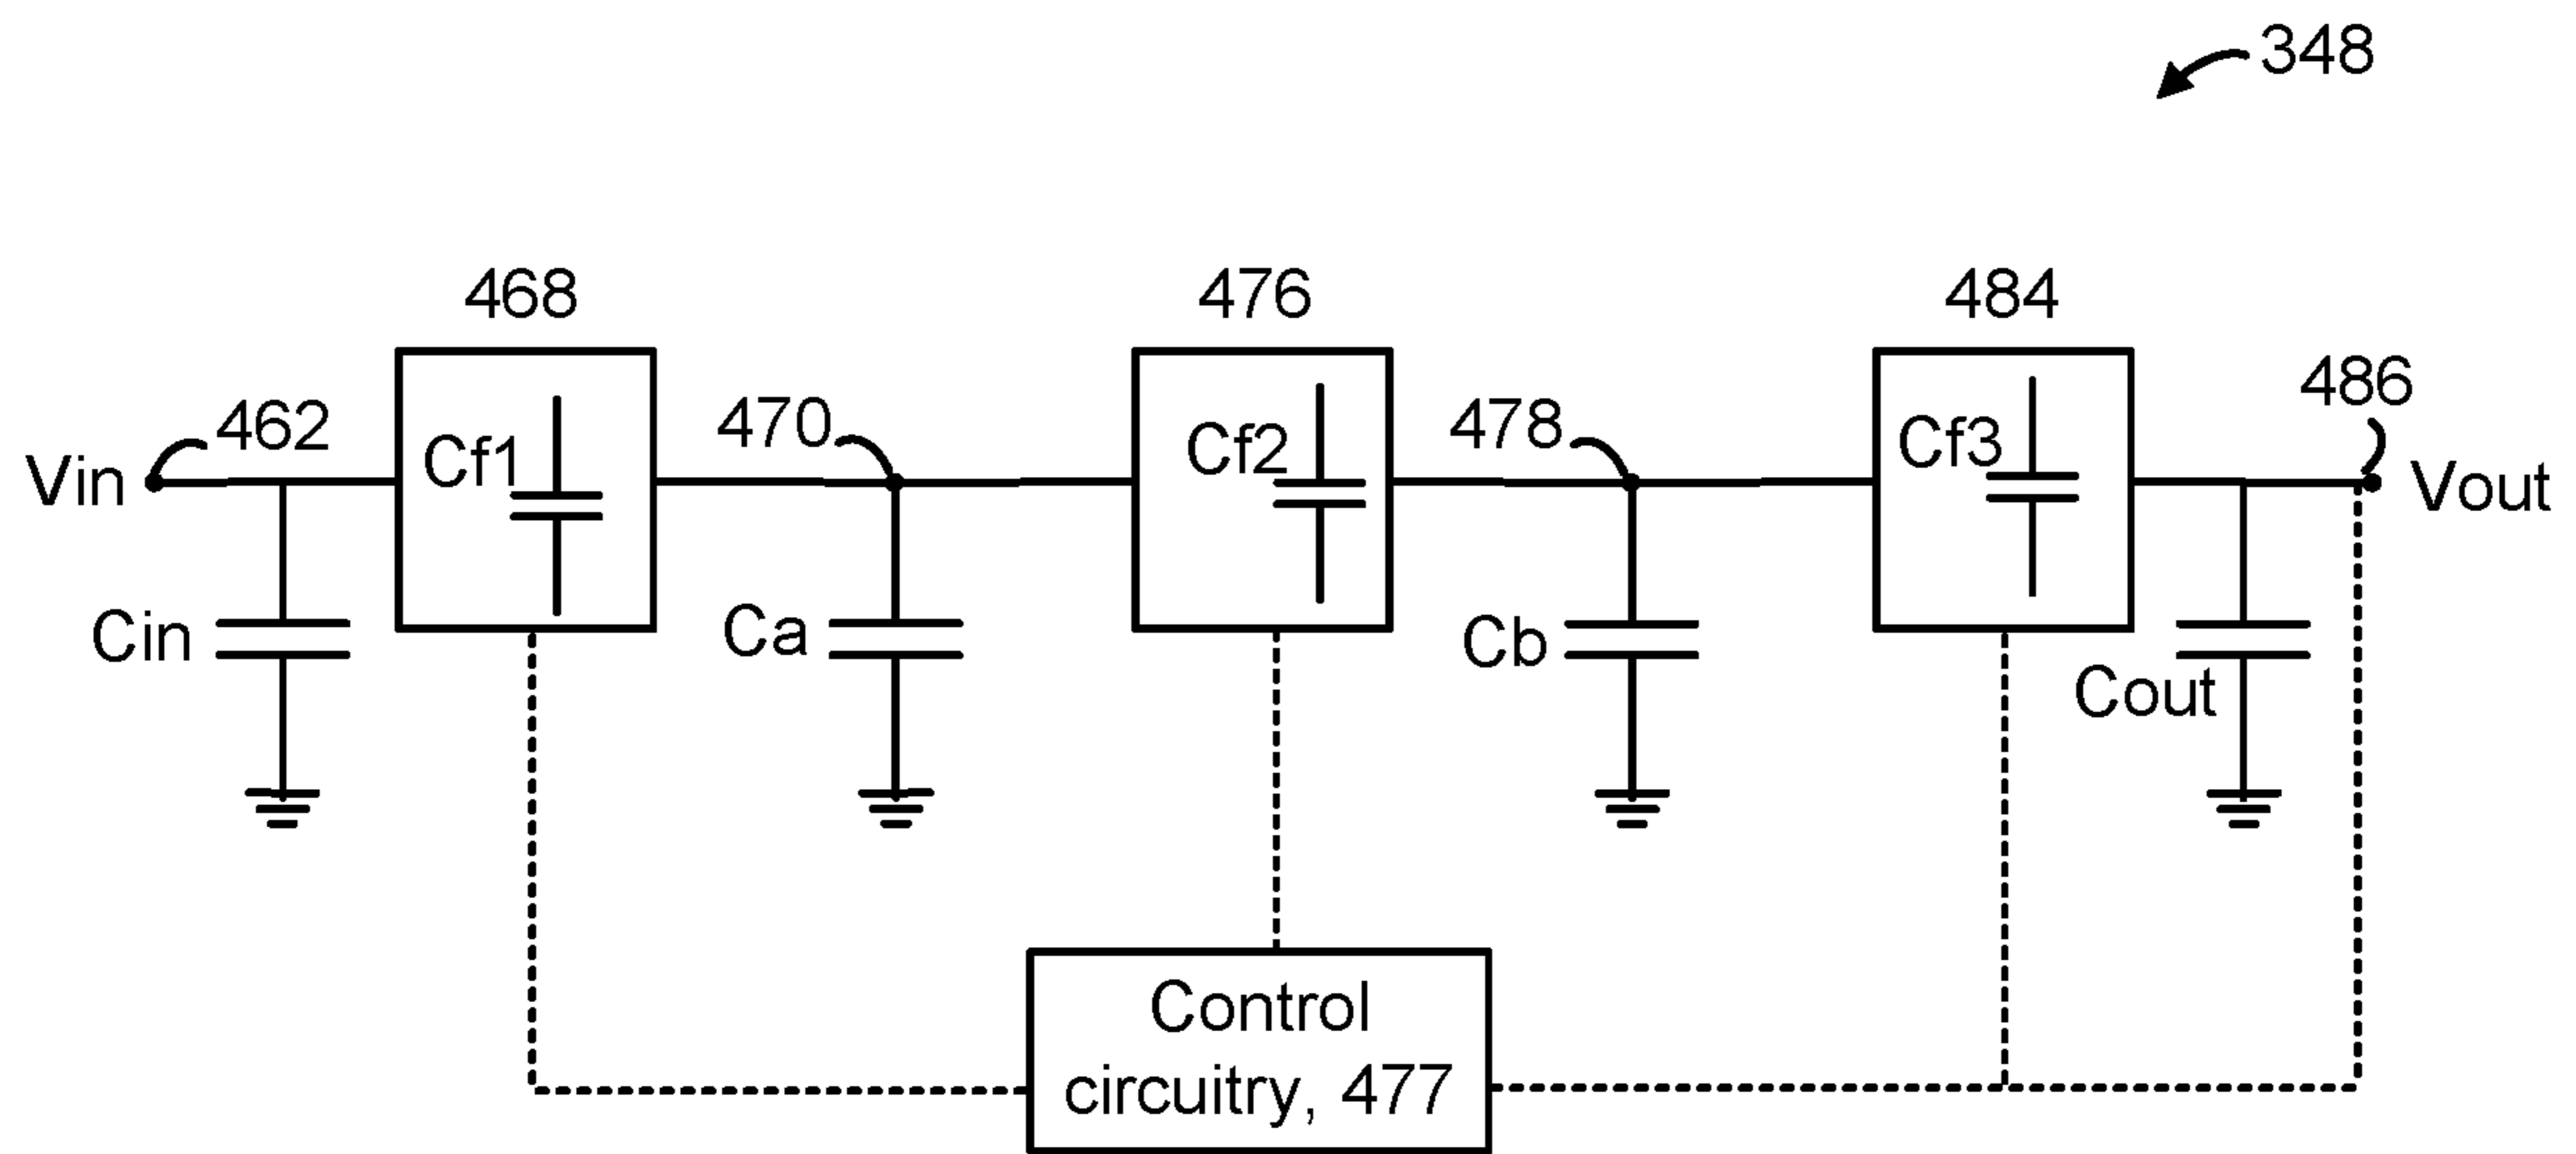 348
468
476
484
486
462
470
478
Vin
Cf1
Cf2
Cf3
Vout
Cin
Ca
Cb
Cout
Control
circuitry, 477